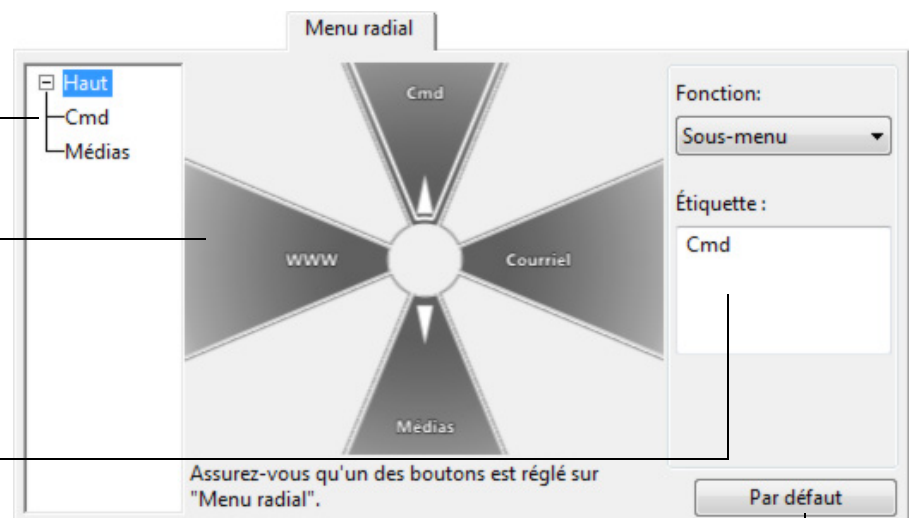 Menu radial
Haut
Cmd
Médias
Cmd
WWW
Courriel
Médias
Fonction:
Sous-menu
Étiquette :
Cmd
Assurez-vous qu'un des boutons est réglé sur
"Menu radial".
Par défaut